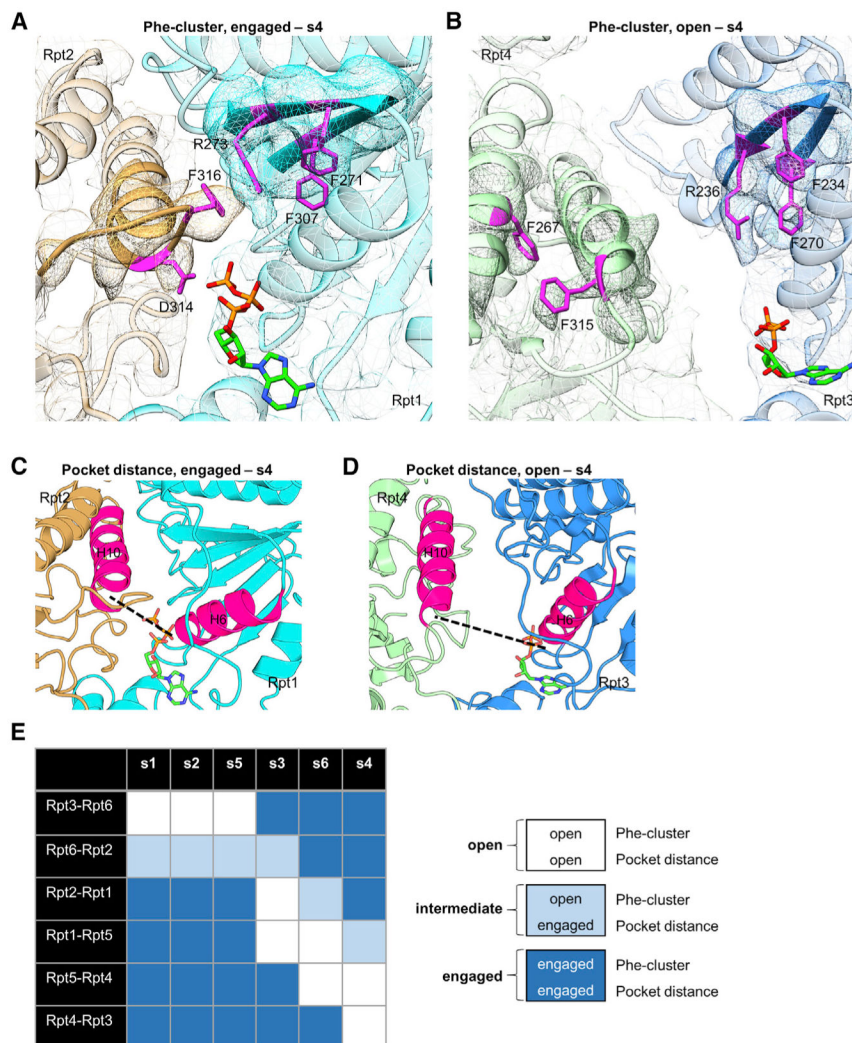 A
Phe-cluster, engaged – s4
Rpt2
R273
F316
F271
F307
D314
Rpt1
B
Phe-cluster, open – s4
Rpt4
R236
F234
F267
F270
F315
Rpt3
C
Pocket distance, engaged – s4
Rpt2
H10
H6
Rpt1
D
Pocket distance, open – s4
Rpt4
H10
H6
Rpt3
E
s1 s2 s5 s3 s6 s4
Rpt3-Rpt6
Rpt6-Rpt2
Rpt2-Rpt1
Rpt1-Rpt5
Rpt5-Rpt4
Rpt4-Rpt3
open
open Phe-cluster
open Pocket distance
intermediate
open Phe-cluster
engaged Pocket distance
engaged
engaged Phe-cluster
engaged Pocket distance